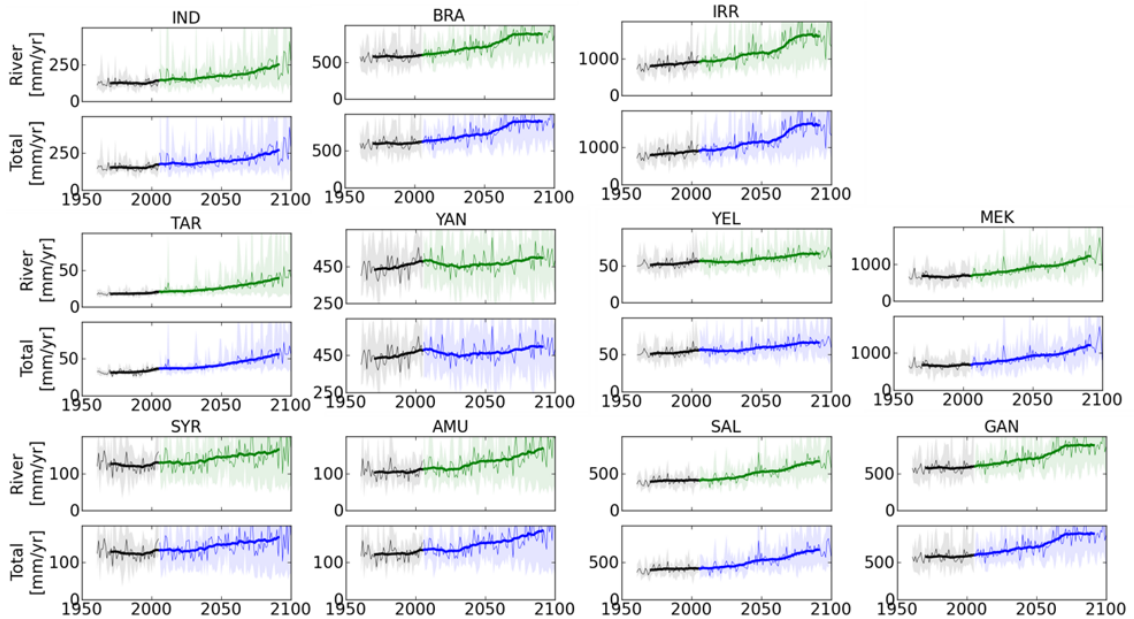 IND BRA IRR
River [mm/yr]
250 500 1000
0 0 0
Total [mm/yr]
250 500 1000
0 0 0
1950 2000 2050 2100 1950 2000 2050 2100 1950 2000 2050 2100
TAR YAN YEL MEK
River [mm/yr]
50 450 50 1000
0 250 0 0
Total [mm/yr]
50 450 50 1000
0 250 0 0
1950 2000 2050 2100 1950 2000 2050 2100 1950 2000 2050 2100 1950 2000 2050 2100
SYR AMU SAL GAN
River [mm/yr]
100 100 500 500
0 0 0 0
Total [mm/yr]
100 100 500 500
0 0 0 0
1950 2000 2050 2100 1950 2000 2050 2100 1950 2000 2050 2100 1950 2000 2050 2100